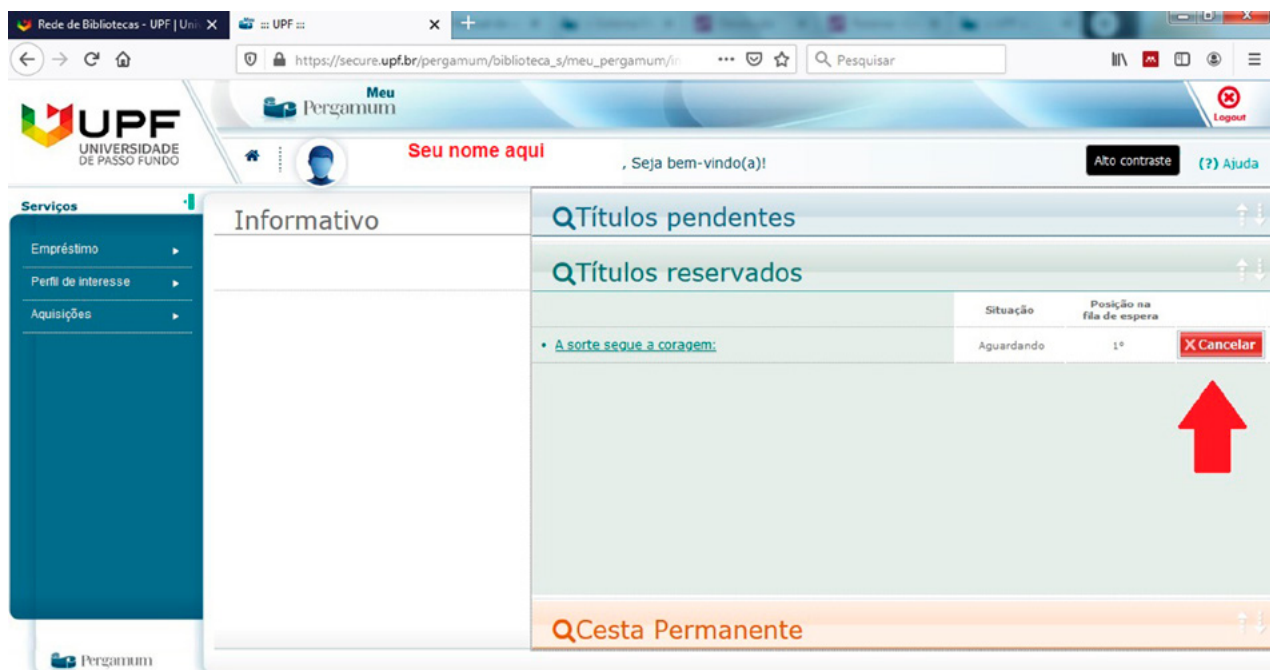 Rede de Bibliotecas - UPF | Uni
::: UPF :::
https://secure.upf.br/pergamum/biblioteca_s/meu_pergamum/in
Pesquisar
UPF
UNIVERSIDADE
DE PASSO FUNDO
Meu
Pergamum
Logout
Seu nome aqui
, Seja bem-vindo(a)!
Alto contraste
(?) Ajuda
Serviços
Empréstimo
Perfil de interesse
Aquisições
Informativo
Títulos pendentes
Títulos reservados
Situação
Posição na
fila de espera
• A sorte segue a coragem:
Aguardando
1º
X Cancelar
Cesta Permanente
Pergamum